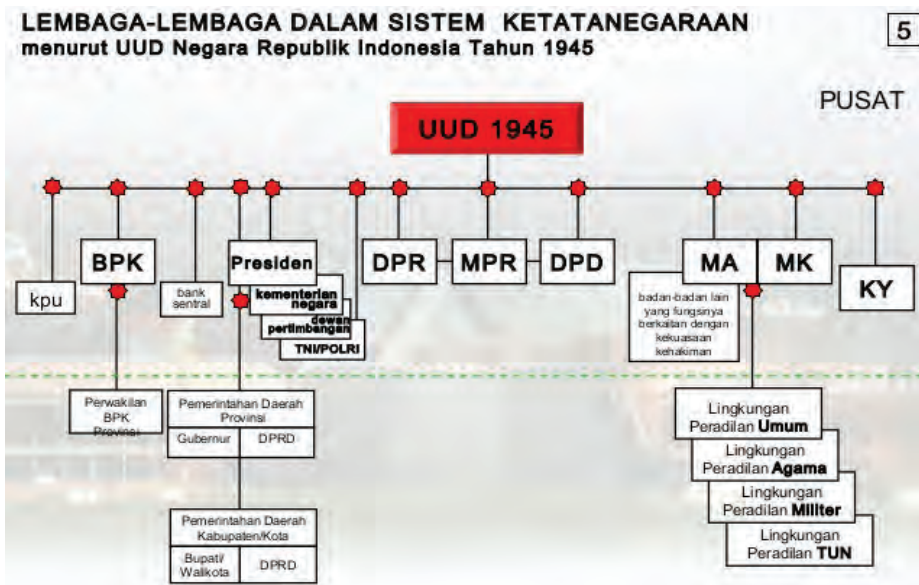 LEMBAGA-LEMBAGA DALAM SISTEM KETATANEGARAAN
menurut UUD Negara Republik Indonesia Tahun 1945
5
PUSAT
UUD 1945
kpu
BPK
bank
sentral
Presiden
kementerian
negara
dewan
pertimbangan
TNI/POLRI
DPR
MPR
DPD
MA
MK
KY
badan-badan lain
yang fungsinya
berkaitan dengan
kekuasaan
kehakiman
Perwakilan
BPK
Provinsi
Pemerintahan Daerah
Provinsi
Gubernur
DPRD
Pemerintahan Daerah
Kabupaten/Kota
Bupati/
Walikota
DPRD
Lingkungan
Peradilan Umum
Lingkungan
Peradilan Agama
Lingkungan
Peradilan Militer
Lingkungan
Peradilan TUN